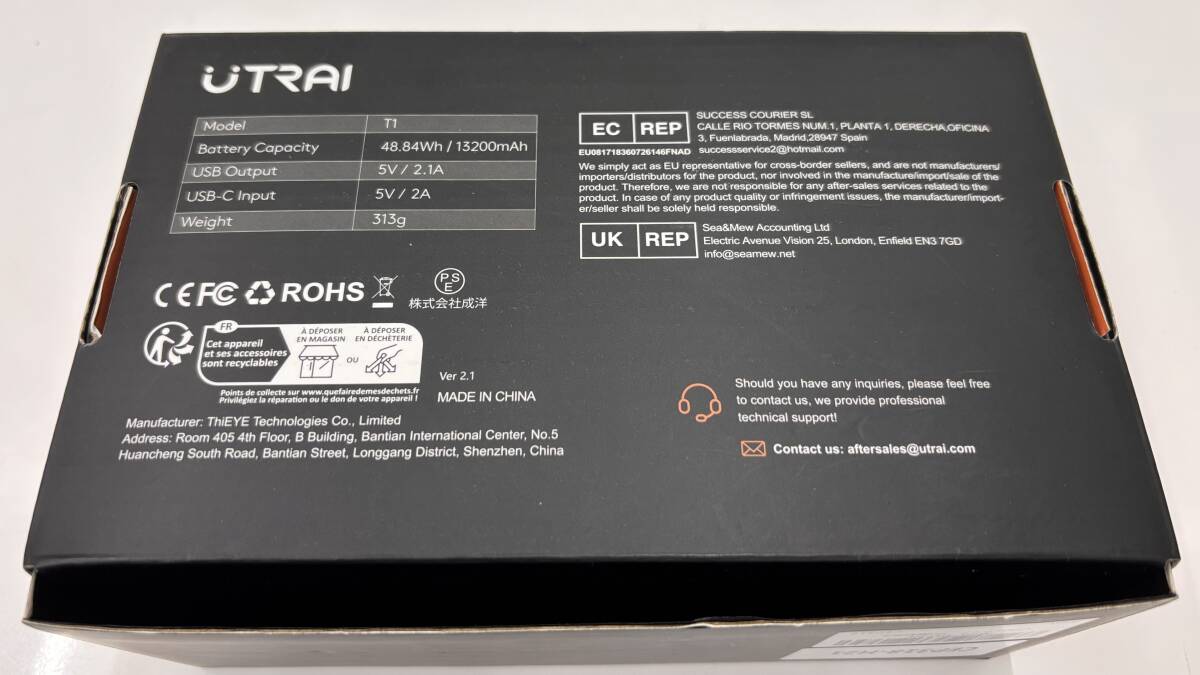 UTRAI
Model T1
Battery Capacity 48.84Wh / 13200mAh
USB Output 5V / 2.1A
USB-C Input 5V / 2A
Weight 313g
EC REP
SUCCESS COURIER SL
CALLE RIO TORMES NUM.1, PLANTA 1, DERECHA,OFICINA
3, Fuenlabrada, Madrid,28947 Spain
EU081718360726146FNAD successservice2@hotmail.com
We simply act as EU representative for cross-border sellers, and are not manufacturers/
importers/distributors for the product, nor involved in the manufacture/import/sale of the
product. Therefore, we are not responsible for any after-sales services related to the
product. In case of any product quality or infringement issues, the manufacturer/import-
er/seller shall be solely held responsible.
UK REP
Sea&Mew Accounting Ltd
Electric Avenue Vision 25, London, Enfield EN3 7GD
info@seamew.net
CE FC ROHS
PSE
株式会社成洋
FR
Cet appareil
et ses accessoires
sont recyclables
À DÉPOSER
EN MAGASIN
OU
À DÉPOSER
EN DÉCHÈTERIE
Points de collecte sur www.quefairedemesdechets.fr
Privilégiez la réparation ou le don de votre appareil !
Ver 2.1
MADE IN CHINA
Manufacturer: ThiEYE Technologies Co., Limited
Address: Room 405 4th Floor, B Building, Bantian International Center, No.5
Huancheng South Road, Bantian Street, Longgang District, Shenzhen, China
Should you have any inquiries, please feel free
to contact us, we provide professional
technical support!
Contact us: aftersales@utrai.com